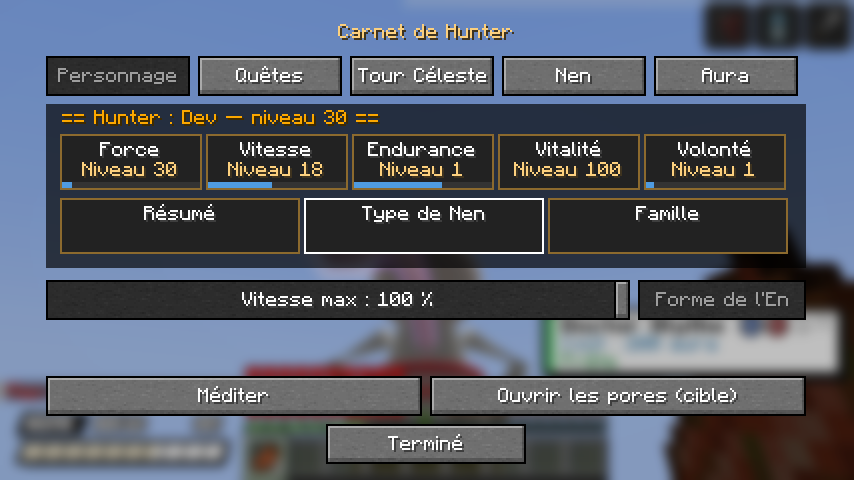 Carnet de Hunter
Personnage
Quêtes
Tour Céleste
Nen
Aura
== Hunter : Dev — niveau 30 ==
Force
Niveau 30
Vitesse
Niveau 18
Endurance
Niveau 1
Vitalité
Niveau 100
Volonté
Niveau 1
Résumé
Type de Nen
Famille
Vitesse max : 100 %
Forme de l'En
Méditer
Ouvrir les pores (cible)
Terminé